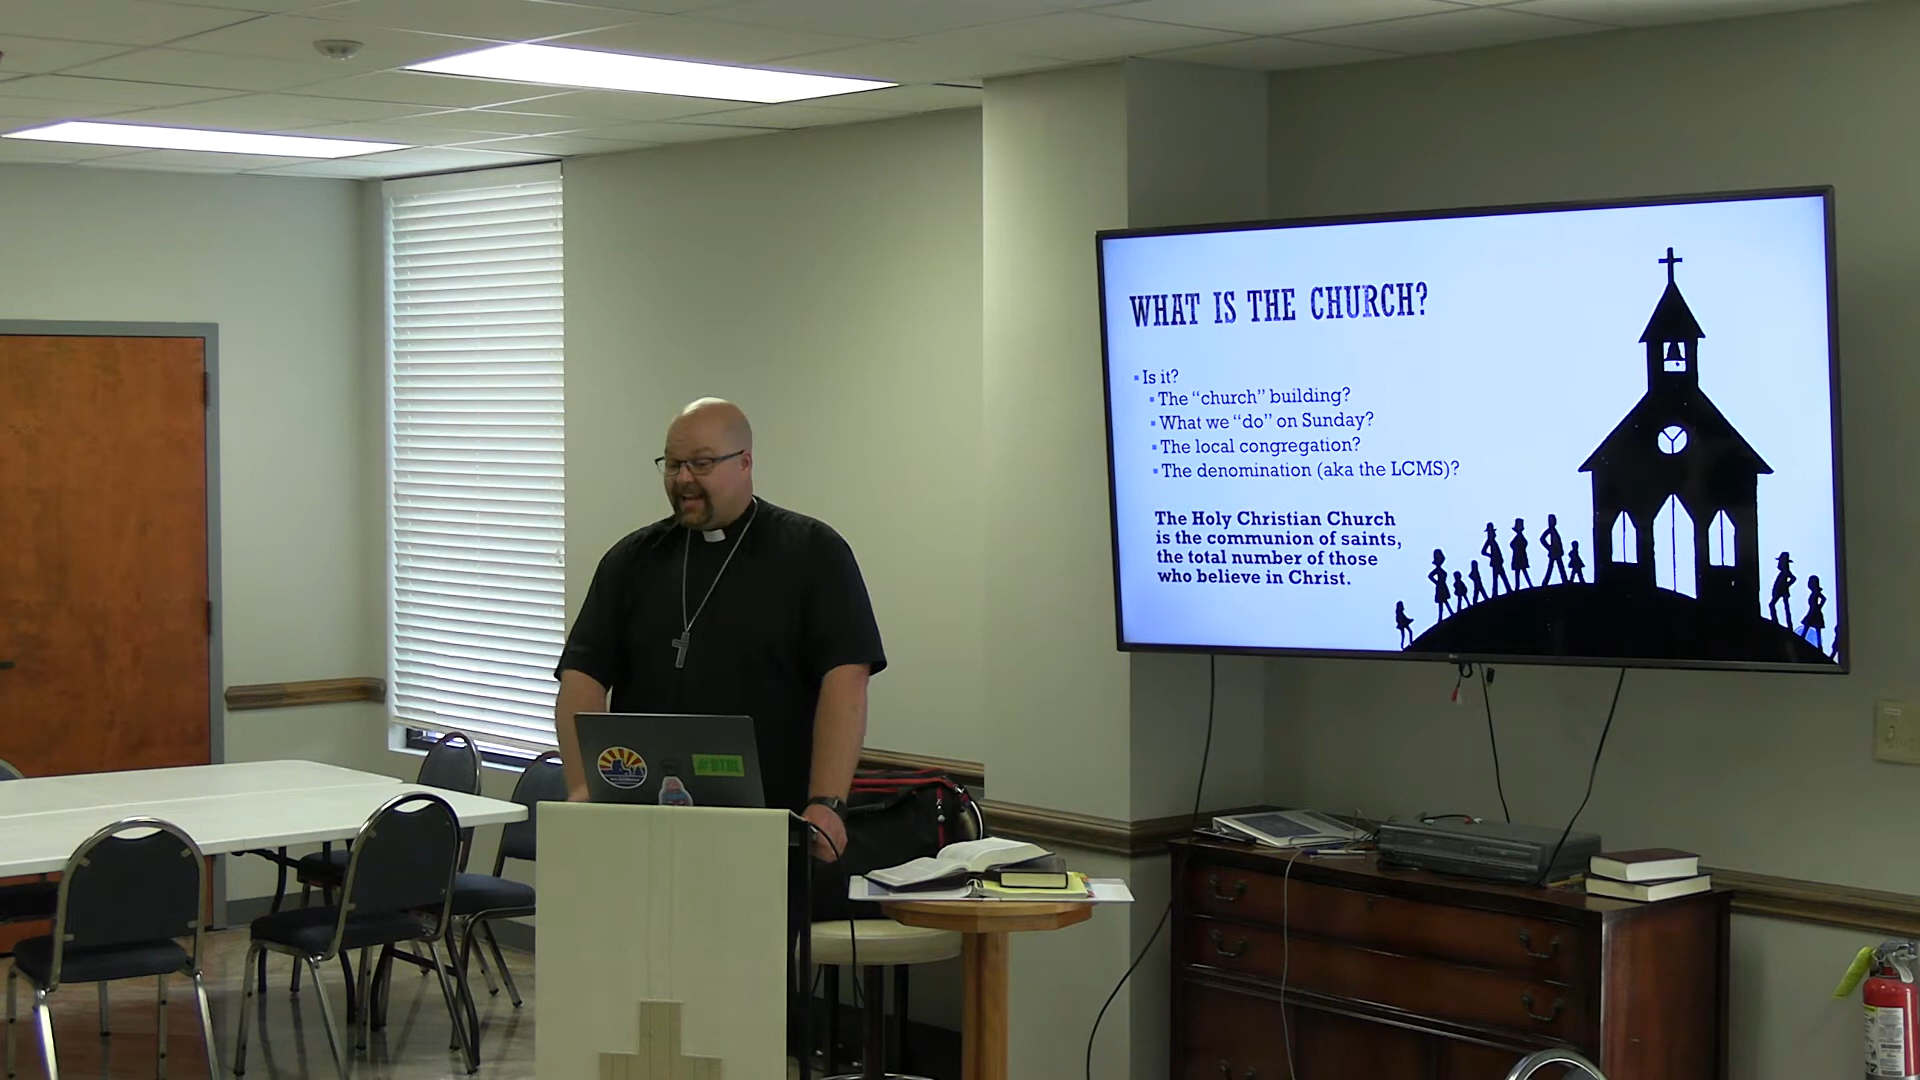 WHAT IS THE CHURCH?
▪ Is it?
▪ The “church” building?
▪ What we “do” on Sunday?
▪ The local congregation?
▪ The denomination (aka the LCMS)?
The Holy Christian Church
is the communion of saints,
the total number of those
who believe in Christ.